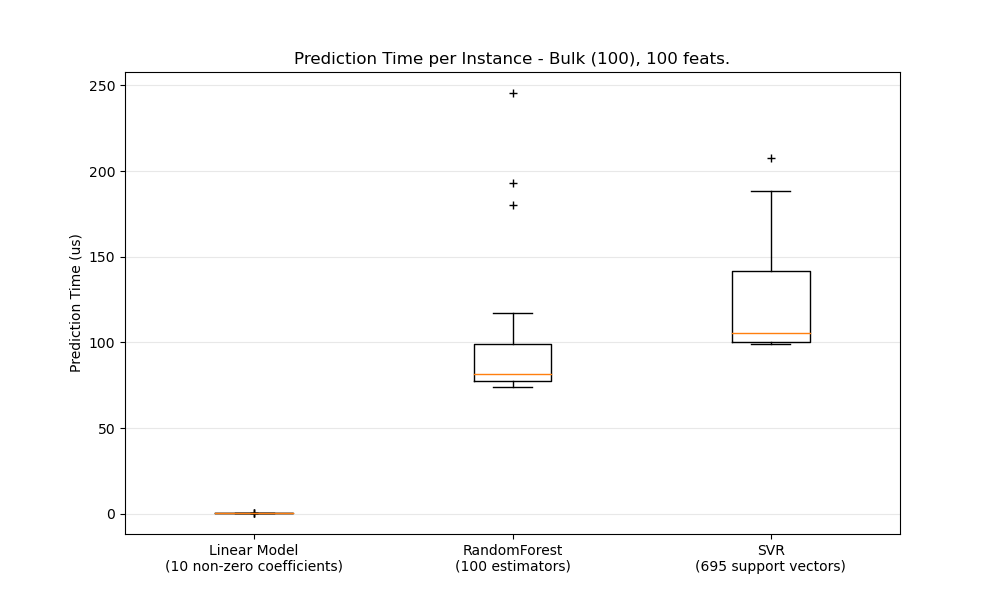 Prediction Time per Instance - Bulk (100), 100 feats.
250
200
150
100
50
0
Prediction Time (us)
Linear Model
(10 non-zero coefficients)
RandomForest
(100 estimators)
SVR
(695 support vectors)